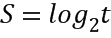 S = log₂t